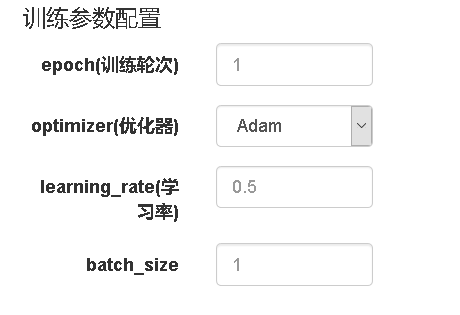 训练参数配置
epoch(训练轮次) 1
optimizer(优化器) Adam
learning_rate(学 0.5
习率)
batch_size 1